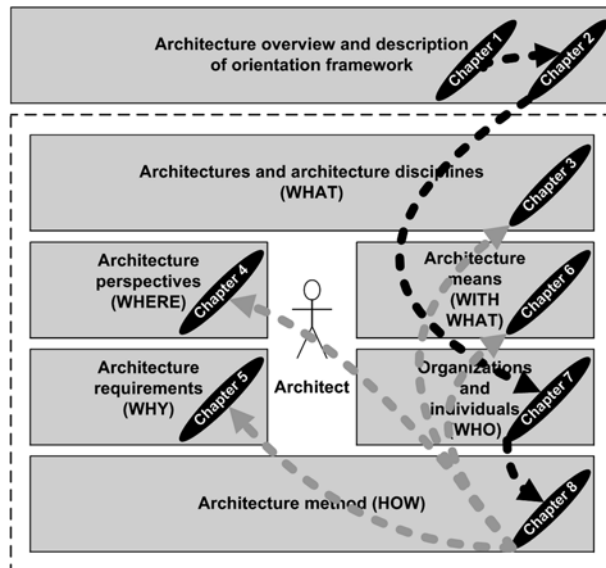 Architecture overview and description
of orientation framework
Chapter 1
Chapter 2
Architectures and architecture disciplines
(WHAT)
Chapter 3
Architecture
perspectives
(WHERE)
Chapter 4
Architecture
means
(WITH
WHAT)
Chapter 6
Architecture
requirements
(WHY)
Chapter 5
Architect
Organizations
and
individuals
(WHO)
Chapter 7
Architecture method (HOW)
Chapter 8